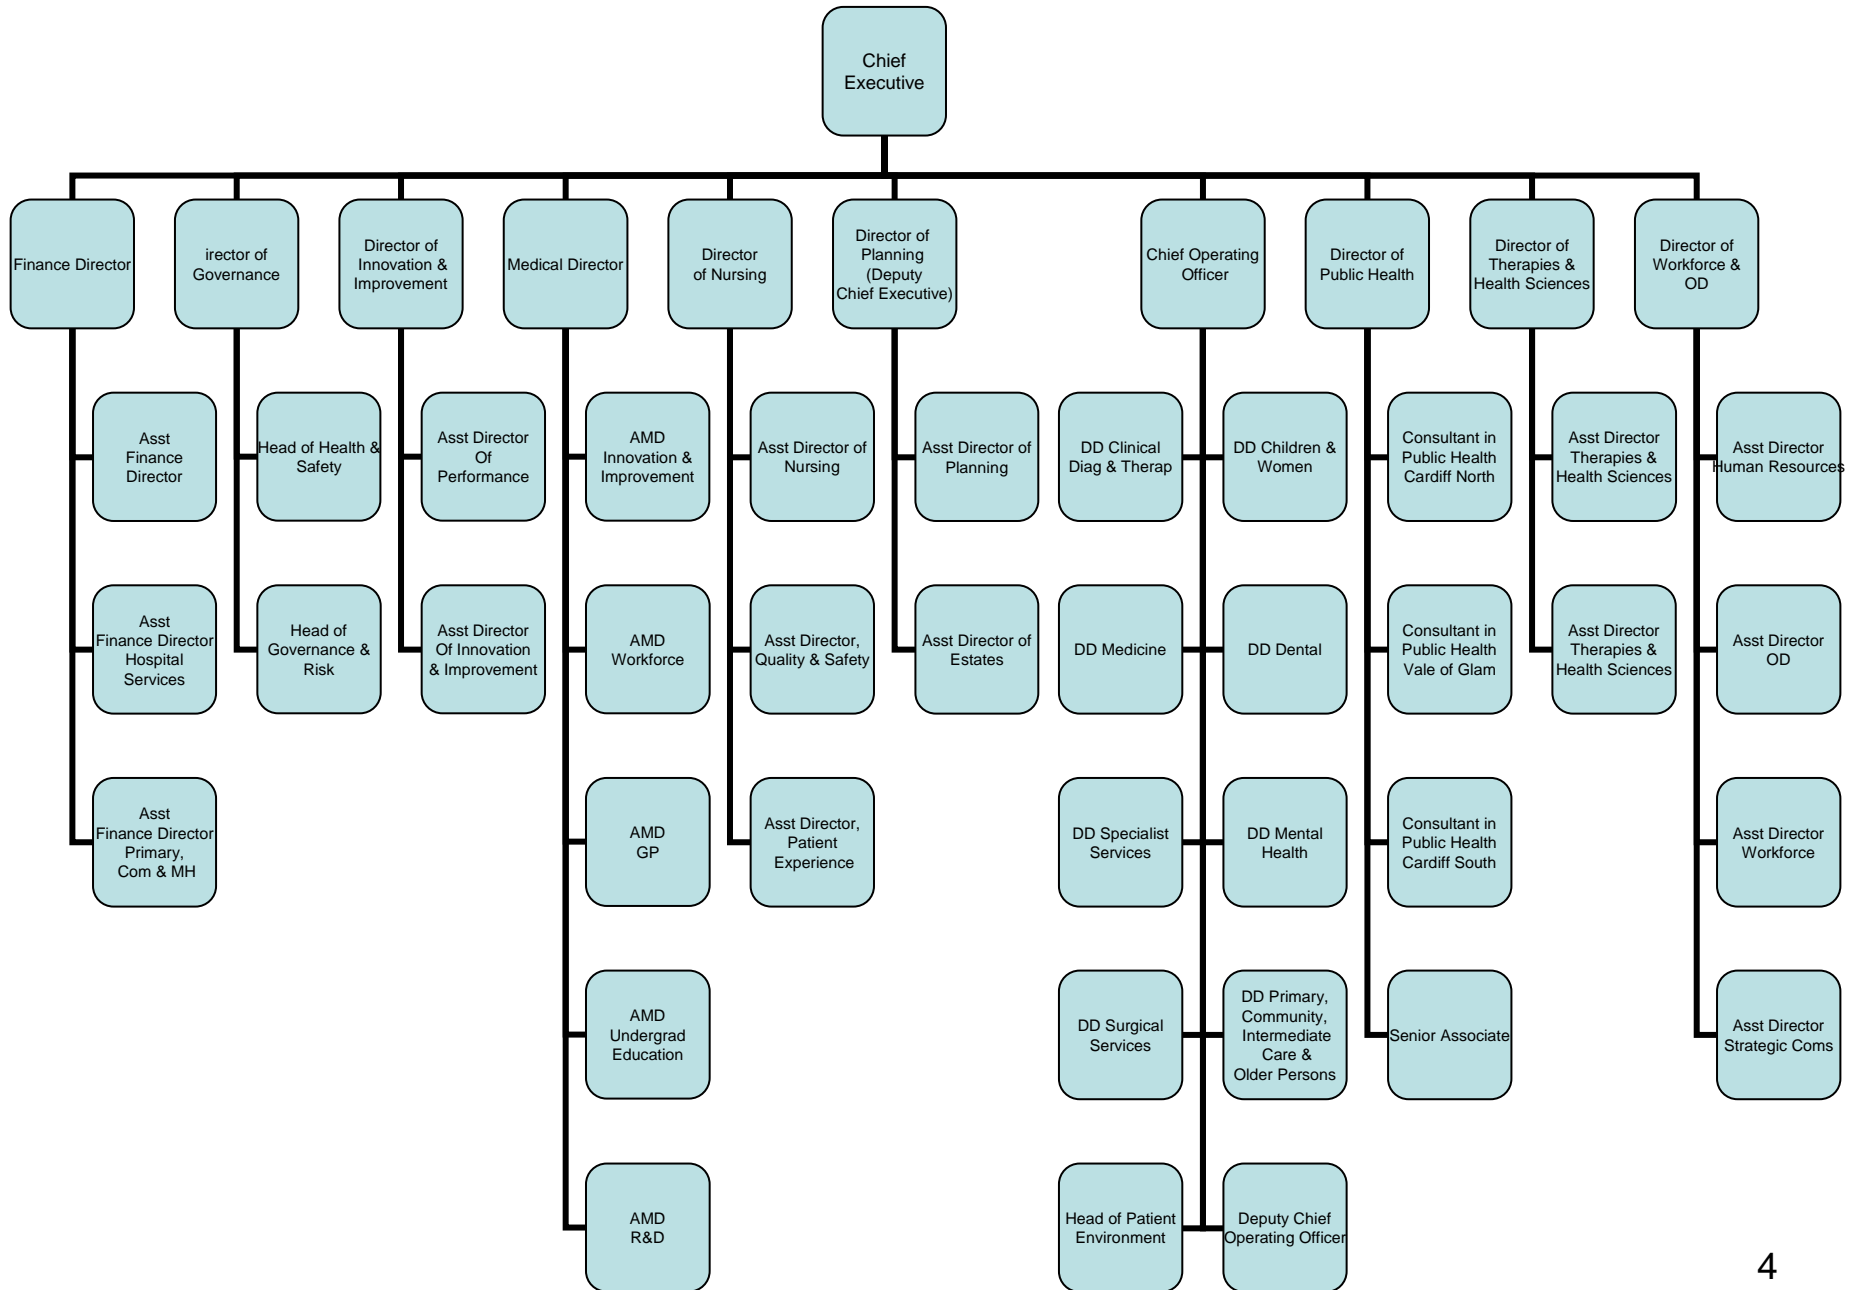 Chief
Executive
Finance Director
irector of
Governance
Director of
Innovation &
Improvement
Medical Director
Director
of Nursing
Director of
Planning
(Deputy
Chief Executive)
Chief Operating
Officer
Director of
Public Health
Director of
Therapies &
Health Sciences
Director of
Workforce &
OD
Asst
Finance
Director
Head of Health &
Safety
Asst Director
Of
Performance
AMD
Innovation &
Improvement
Asst Director of
Nursing
Asst Director of
Planning
DD Clinical
Diag & Therap
DD Children &
Women
Consultant in
Public Health
Cardiff North
Asst Director
Therapies &
Health Sciences
Asst Director
Human Resources
Asst
Finance Director
Hospital
Services
Head of
Governance &
Risk
Asst Director
Of Innovation
& Improvement
AMD
Workforce
Asst Director,
Quality & Safety
Asst Director of
Estates
DD Medicine
DD Dental
Consultant in
Public Health
Vale of Glam
Asst Director
Therapies &
Health Sciences
Asst Director
OD
Asst
Finance Director
Primary,
Com & MH
AMD
GP
Asst Director,
Patient
Experience
DD Specialist
Services
DD Mental
Health
Consultant in
Public Health
Cardiff South
Asst Director
Workforce
AMD
Undergrad
Education
DD Surgical
Services
DD Primary,
Community,
Intermediate
Care &
Older Persons
Senior Associate
Asst Director
Strategic Coms
AMD
R&D
Head of Patient
Environment
Deputy Chief
Operating Officer
4